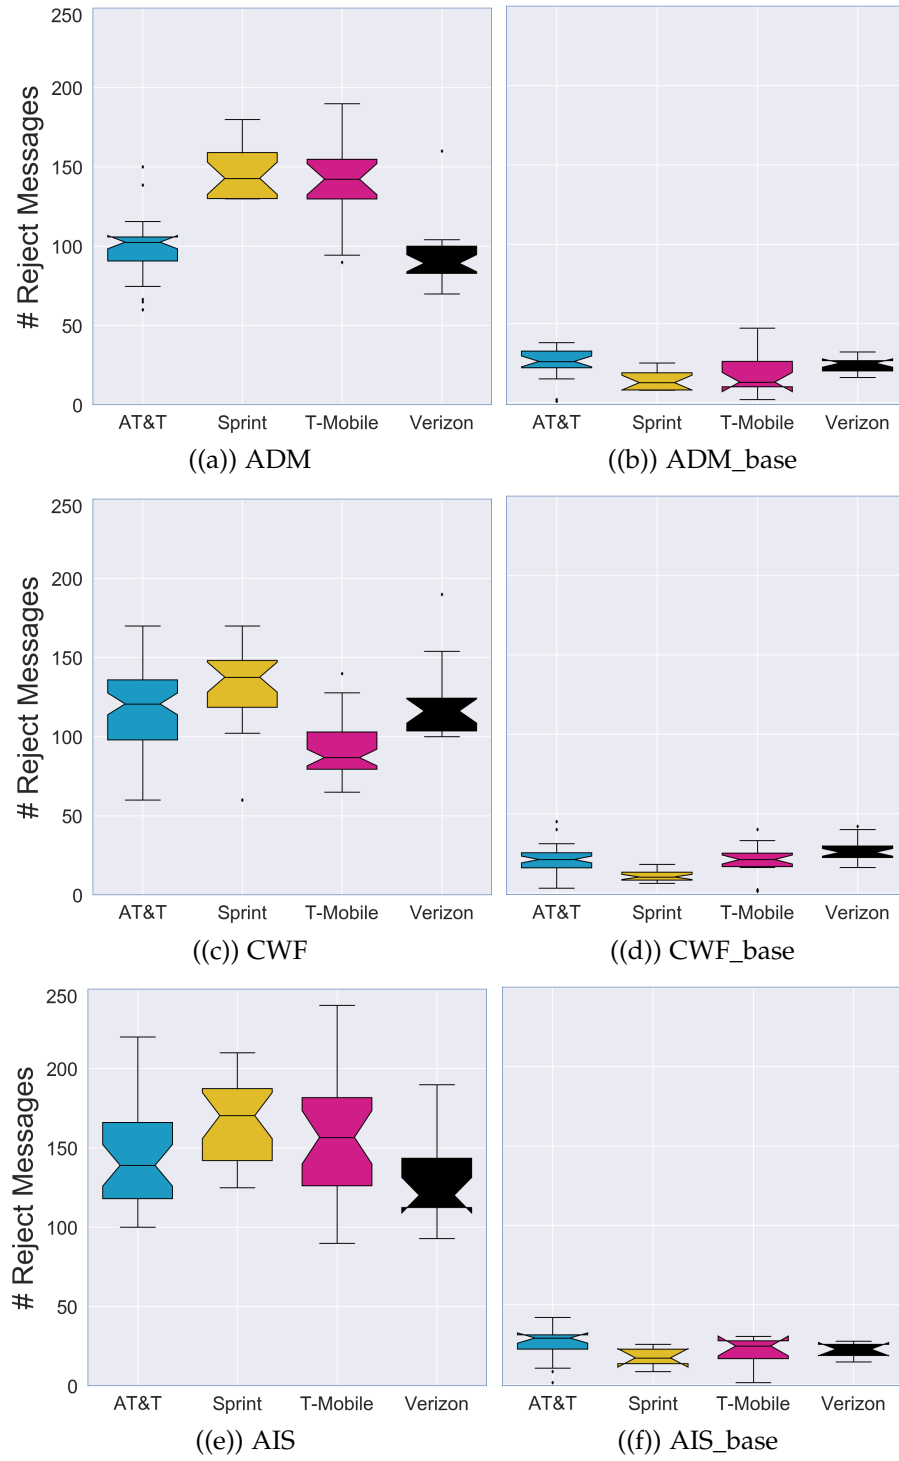 250
200
150
100
50
0
# Reject Messages
AT&T Sprint T-Mobile Verizon
AT&T Sprint T-Mobile Verizon
((a)) ADM
((b)) ADM_base
250
200
150
100
50
0
# Reject Messages
AT&T Sprint T-Mobile Verizon
AT&T Sprint T-Mobile Verizon
((c)) CWF
((d)) CWF_base
250
200
150
100
50
0
# Reject Messages
AT&T Sprint T-Mobile Verizon
AT&T Sprint T-Mobile Verizon
((e)) AIS
((f)) AIS_base